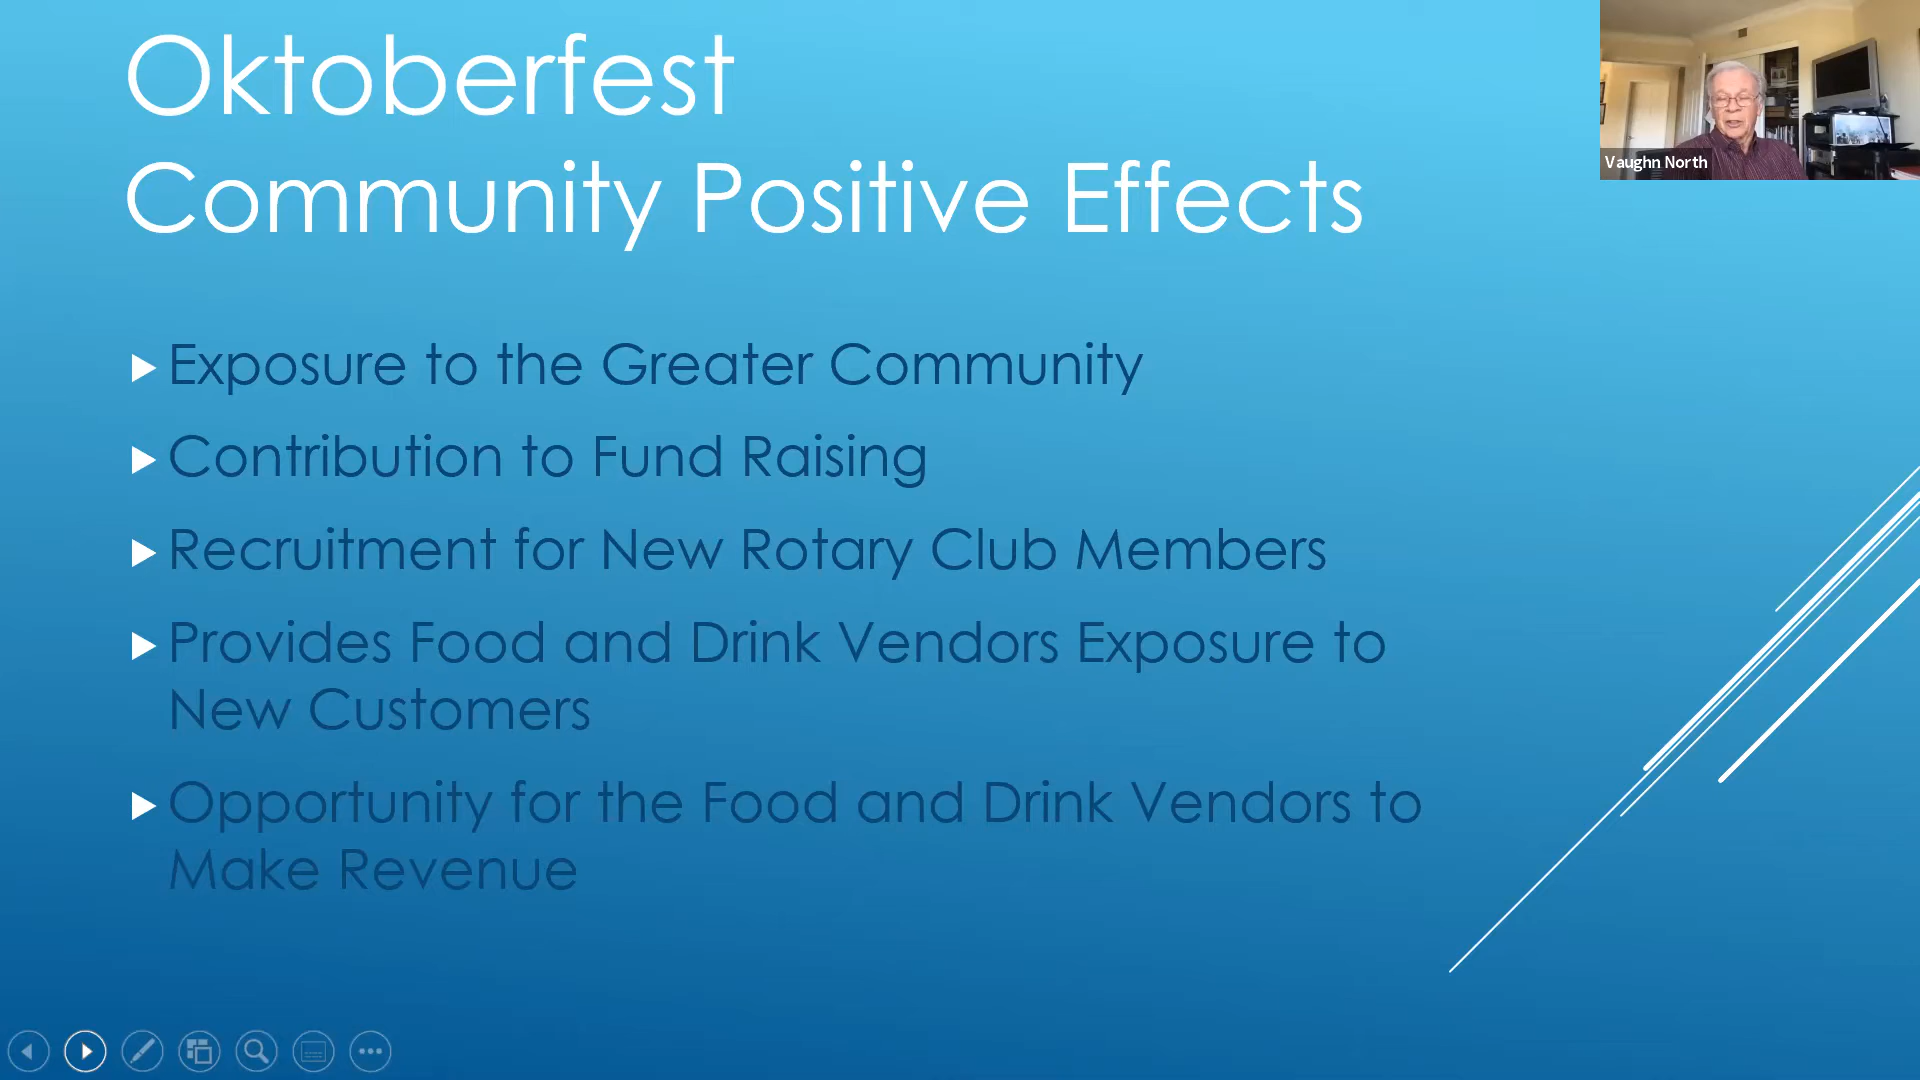 Oktoberfest
Community Positive Effects
Vaughn North
Exposure to the Greater Community
Contribution to Fund Raising
Recruitment for New Rotary Club Members
Provides Food and Drink Vendors Exposure to
New Customers
Opportunity for the Food and Drink Vendors to
Make Revenue